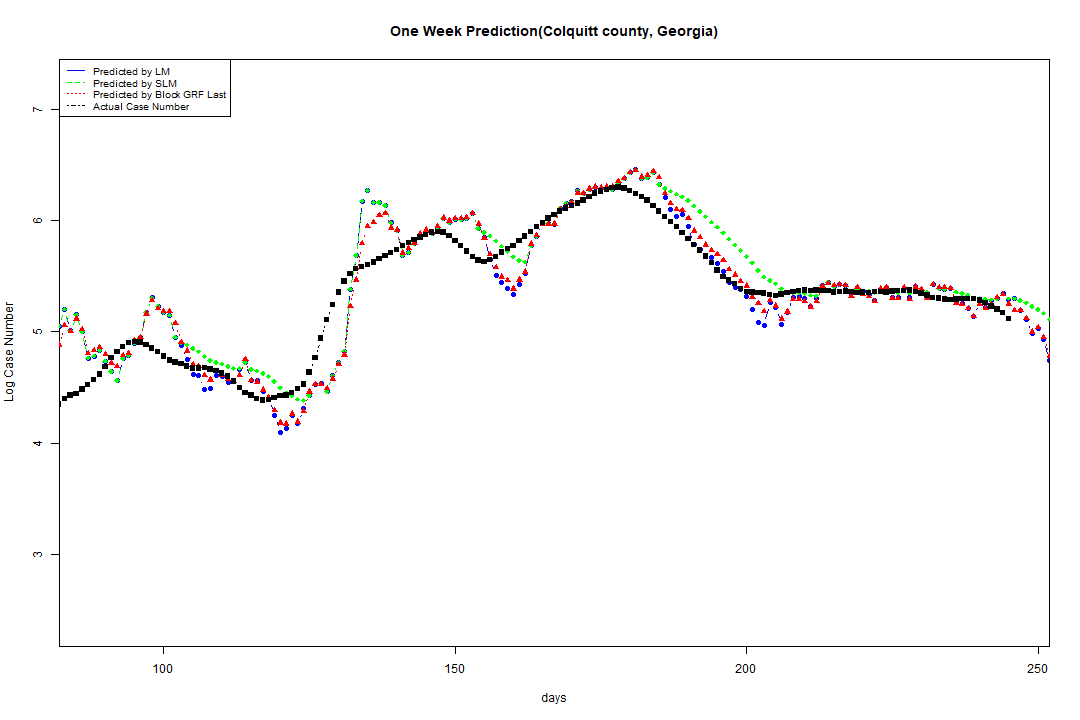 One Week Prediction(Colquitt county, Georgia)
Predicted by LM
Predicted by SLM
Predicted by Block GRF Last
Actual Case Number
Log Case Number
7
6
5
4
3
100
150
200
250
days